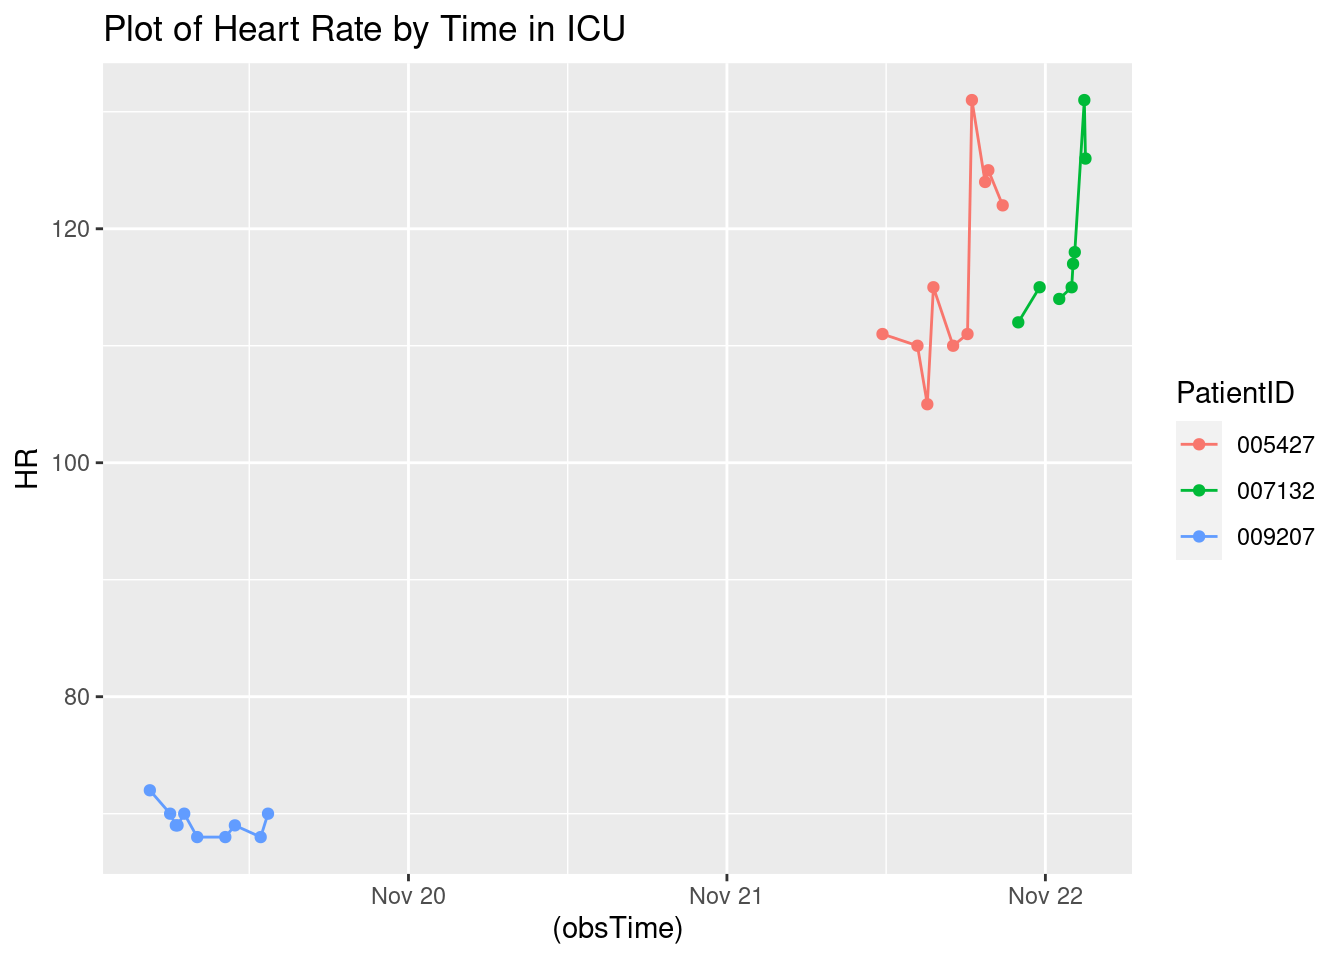 Plot of Heart Rate by Time in ICU
120
100
80
HR
Nov 20
Nov 21
Nov 22
(obsTime)
PatientID
005427
007132
009207